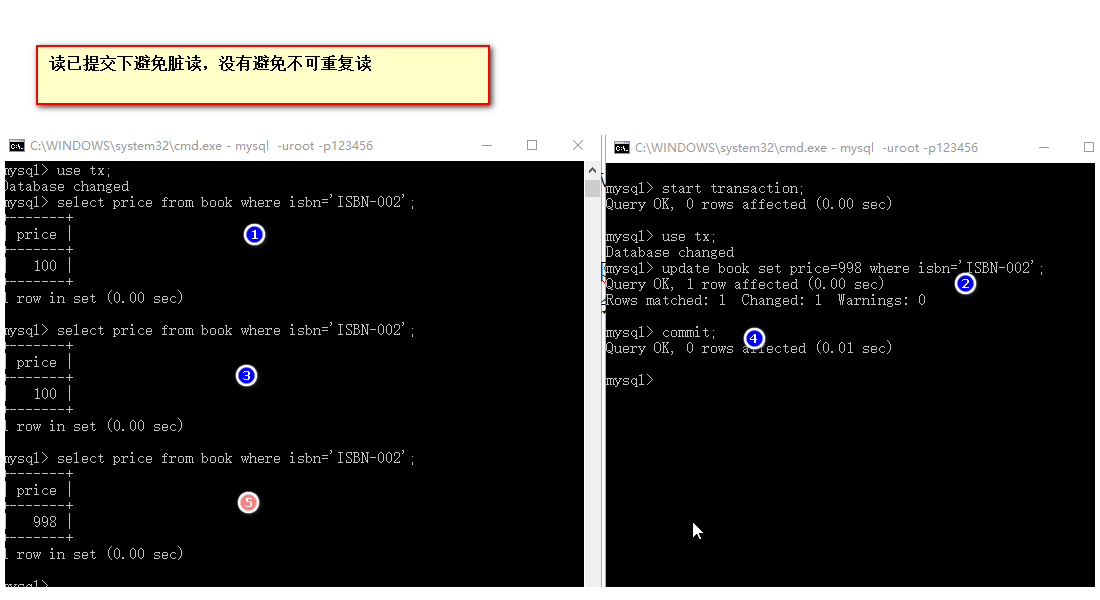 读已提交下避免脏读，没有避免不可重复读
C:\WINDOWS\system32\cmd.exe - mysql  -uroot -p123456
mysql> use tx;
Database changed
mysql> select price from book where isbn='ISBN-002';
+-------+
| price |
+-------+
|   100 |
+-------+
1 row in set (0.00 sec)
mysql> select price from book where isbn='ISBN-002';
+-------+
| price |
+-------+
|   100 |
+-------+
1 row in set (0.00 sec)
mysql> select price from book where isbn='ISBN-002';
+-------+
| price |
+-------+
|   998 |
+-------+
1 row in set (0.00 sec)
mysql>
1
3
5
C:\WINDOWS\system32\cmd.exe - mysql  -uroot -p123456
mysql> start transaction;
Query OK, 0 rows affected (0.00 sec)
mysql> use tx;
Database changed
mysql> update book set price=998 where isbn='ISBN-002';
Query OK, 1 row affected (0.00 sec)
Rows matched: 1  Changed: 1  Warnings: 0
mysql> commit;
Query OK, 0 rows affected (0.01 sec)
mysql>
2
4